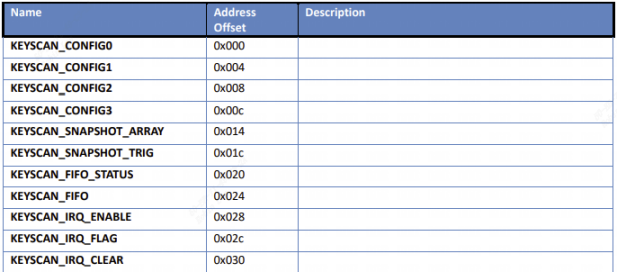 Name Address Offset Description
KEYSCAN_CONFIG0 0x000
KEYSCAN_CONFIG1 0x004
KEYSCAN_CONFIG2 0x008
KEYSCAN_CONFIG3 0x00c
KEYSCAN_SNAPSHOT_ARRAY 0x014
KEYSCAN_SNAPSHOT_TRIG 0x01c
KEYSCAN_FIFO_STATUS 0x020
KEYSCAN_FIFO 0x024
KEYSCAN_IRQ_ENABLE 0x028
KEYSCAN_IRQ_FLAG 0x02c
KEYSCAN_IRQ_CLEAR 0x030